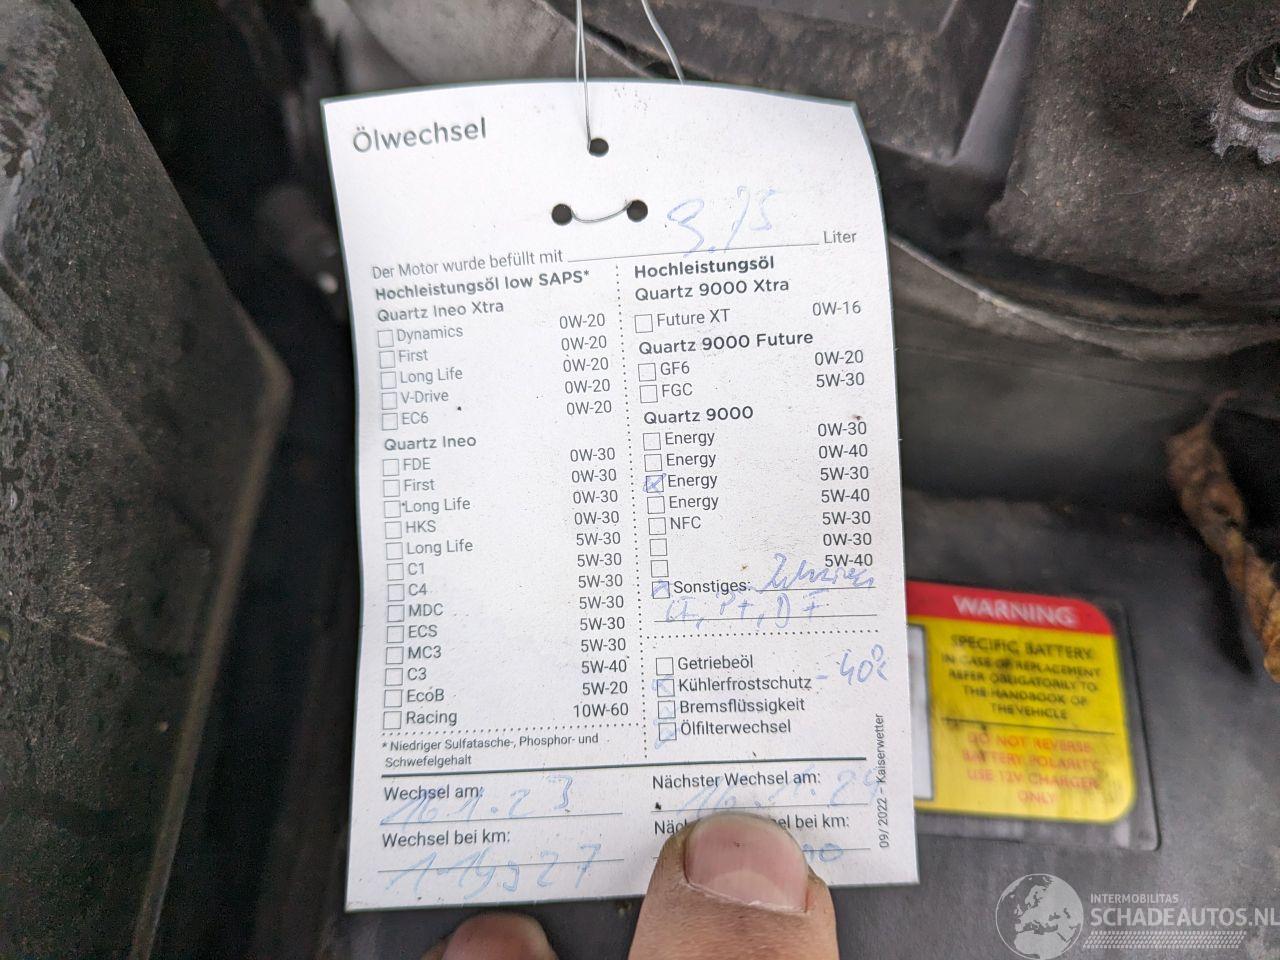 Ölwechsel
Der Motor wurde befüllt mit 9.75 Liter
Hochleistungsöl low SAPS*
Quartz Ineo Xtra
Dynamics 0W-20
First 0W-20
Long Life 0W-20
V-Drive 0W-20
EC6 0W-20
Quartz Ineo
FDE 0W-30
First 0W-30
Long Life 0W-30
HKS 0W-30
Long Life 5W-30
C1 5W-30
C4 5W-30
MDC 5W-30
ECS 5W-30
MC3 5W-30
C3 5W-40
EcoB 5W-20
Racing 10W-60
* Niedriger Sulfatasche-, Phosphor- und
Schwefelgehalt
Hochleistungsöl
Quartz 9000 Xtra
Future XT 0W-16
Quartz 9000 Future
GF6 0W-20
FGC 5W-30
Quartz 9000
Energy 0W-30
Energy 0W-40
Energy 5W-30
Energy 5W-40
NFC 5W-30
0W-30
5W-40
Sonstiges:
Getriebeöl
Kühlerfrostschutz -40°
Bremsflüssigkeit
Ölfilterwechsel
Wechsel am: 16.1.23
Nächster Wechsel am:
Wechsel bei km:
bei km:
09/2022 - Kaiserwetter
WARNING
SPECIFIC BATTERY
IN CASE OF REPLACEMENT
REFER OBLIGATORILY TO
THE HANDBOOK OF
THE VEHICLE
DO NOT REVERSE
BATTERY POLARITY
USE 12V CHARGER
ONLY
INTERMOBILITAS
SCHADEAUTOS.NL